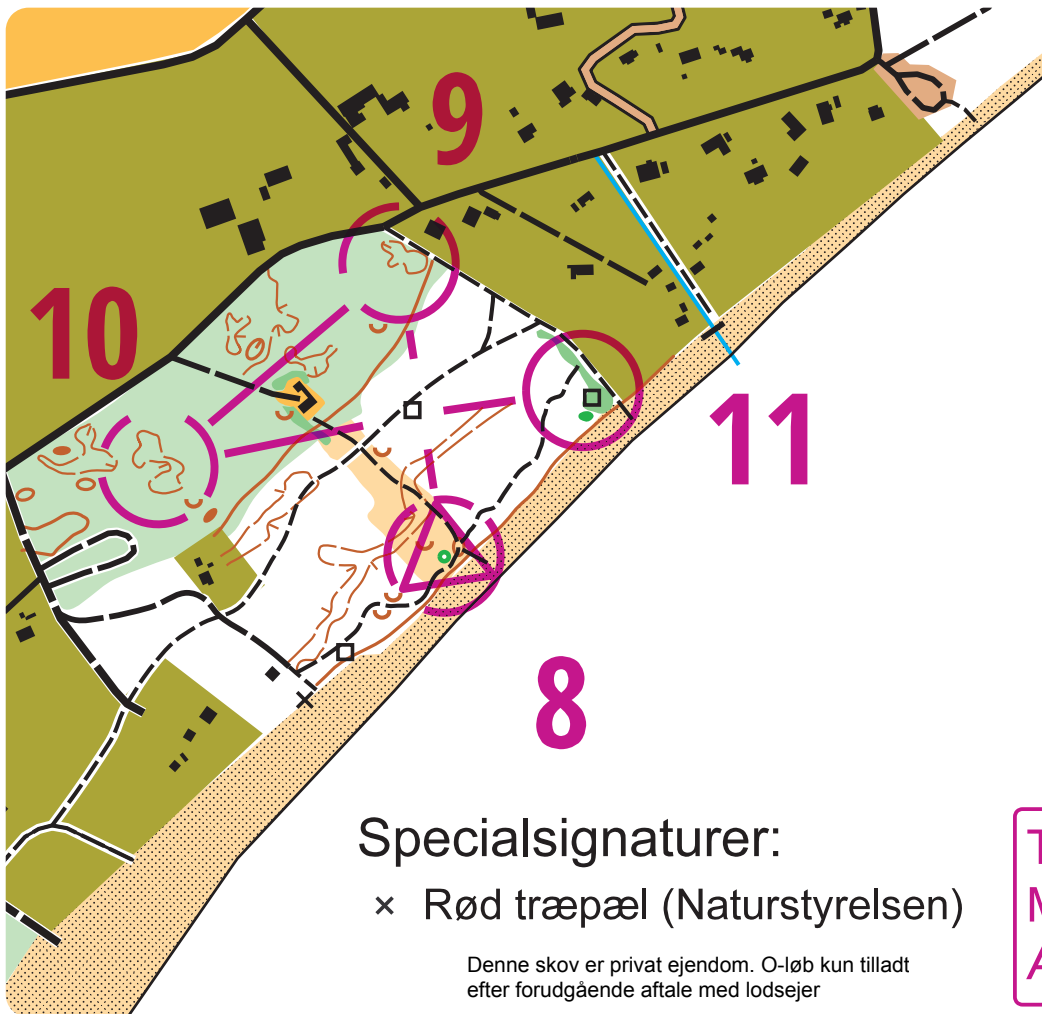 9
10
11
8
Specialsignaturer:
× Rød træpæl (Naturstyrelsen)
Denne skov er privat ejendom. O-løb kun tilladt
efter forudgående aftale med lodsejer
T
M
A